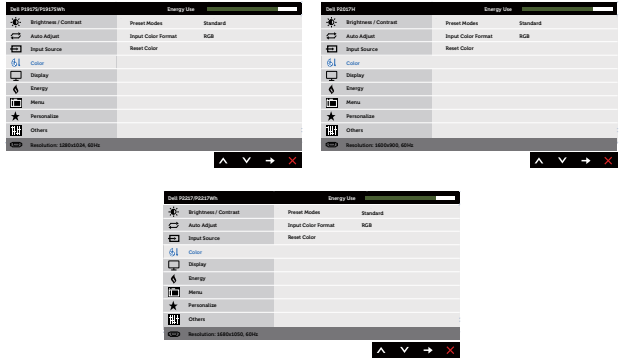 Dell P1917S/P1917SWh Energy Use
Brightness / Contrast Preset Modes Standard
Auto Adjust Input Color Format RGB
Input Source Reset Color
Color
Display
Energy
Menu
Personalize
Others
Resolution: 1280x1024, 60Hz
Dell P2017H Energy Use
Brightness / Contrast Preset Modes Standard
Auto Adjust Input Color Format RGB
Input Source Reset Color
Color
Display
Energy
Menu
Personalize
Others
Resolution: 1600x900, 60Hz
Dell P2217/P2217Wh Energy Use
Brightness / Contrast Preset Modes Standard
Auto Adjust Input Color Format RGB
Input Source Reset Color
Color
Display
Energy
Menu
Personalize
Others
Resolution: 1680x1050, 60Hz